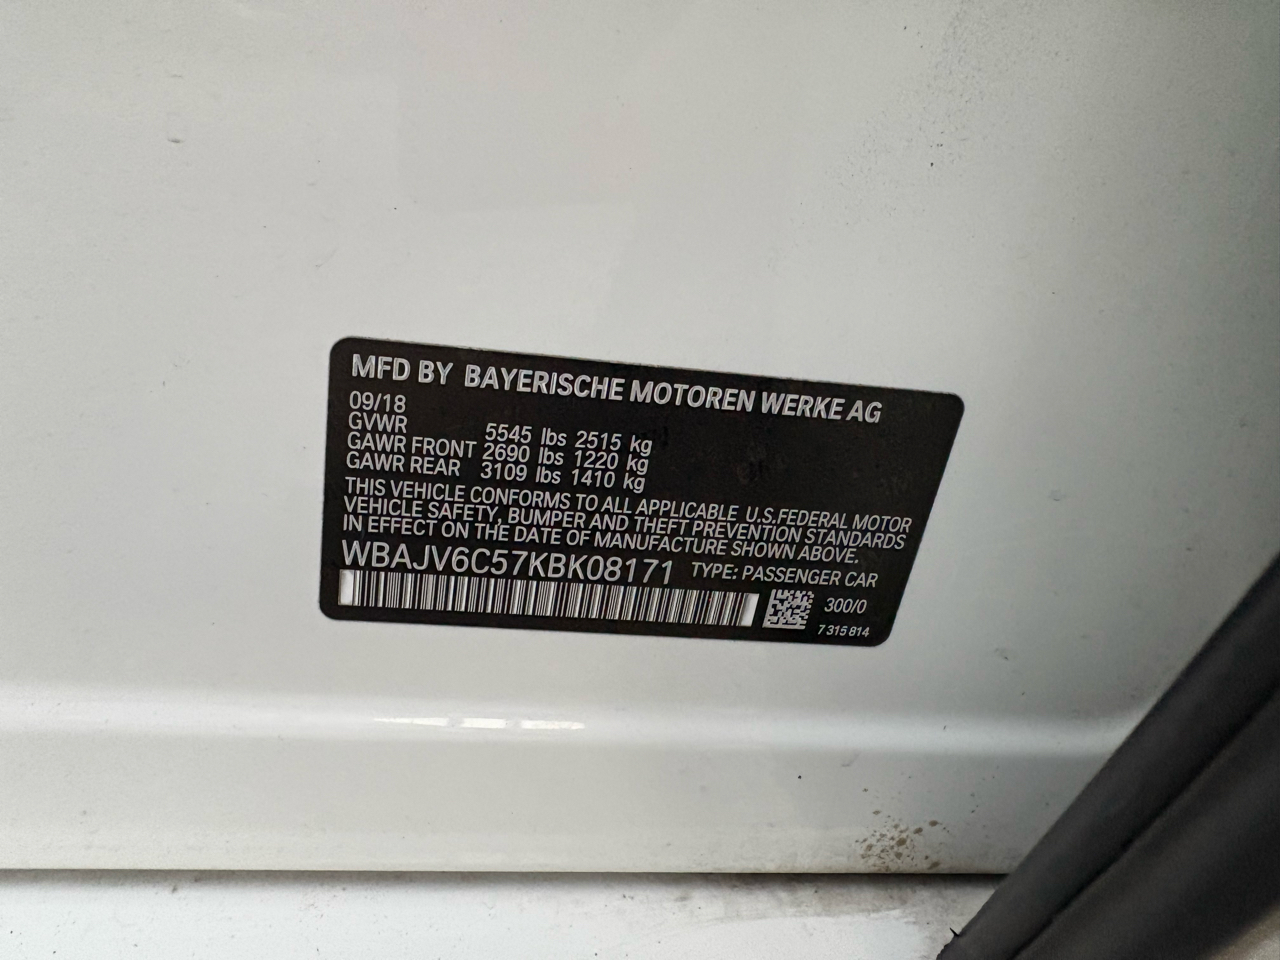 MFD BY BAYERISCHE MOTOREN WERKE AG
09/18
GVWR 5545 lbs 2515 kg
GAWR FRONT 2690 lbs 1220 kg
GAWR REAR 3109 lbs 1410 kg
THIS VEHICLE CONFORMS TO ALL APPLICABLE U.S.FEDERAL MOTOR
VEHICLE SAFETY, BUMPER AND THEFT PREVENTION STANDARDS
IN EFFECT ON THE DATE OF MANUFACTURE SHOWN ABOVE.
WBAJV6C57KBK08171 TYPE: PASSENGER CAR
300/0
7 315 814